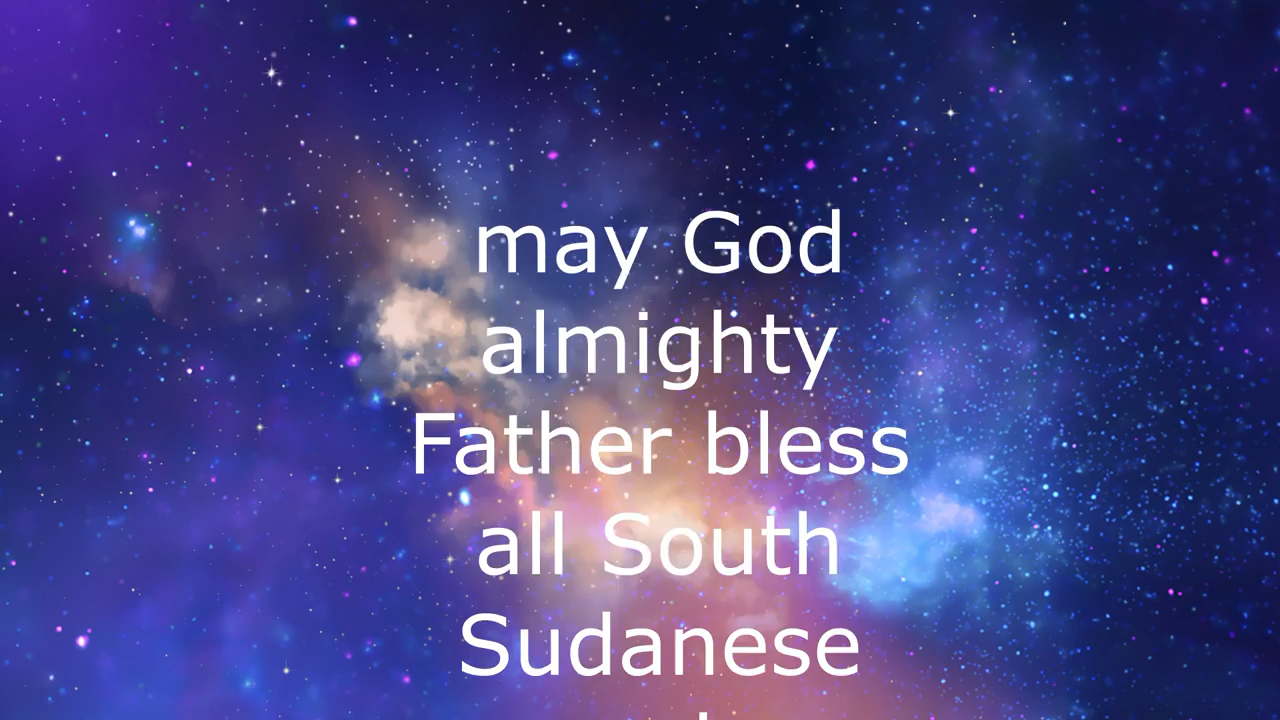 may God
almighty
Father bless
all South
Sudanese